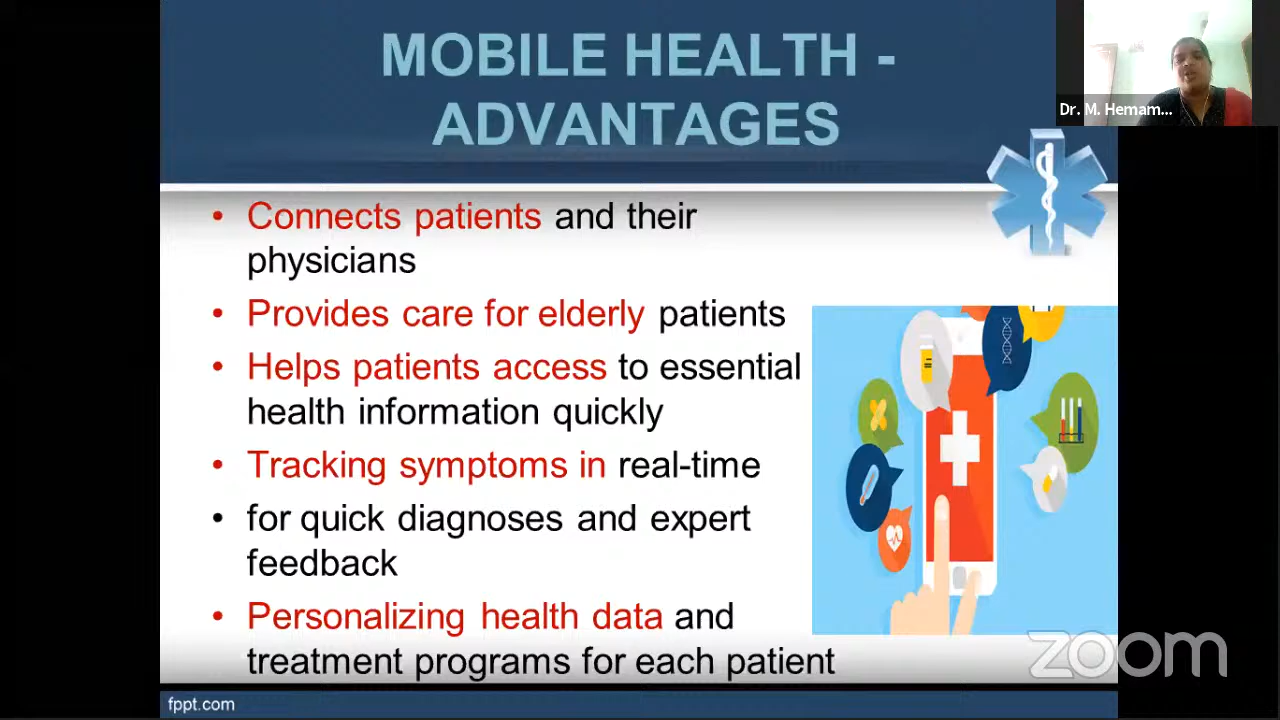 MOBILE HEALTH -
ADVANTAGES
Dr. M. Hemam...
• Connects patients and their
physicians
• Provides care for elderly patients
• Helps patients access to essential
health information quickly
• Tracking symptoms in real-time
• for quick diagnoses and expert
feedback
• Personalizing health data and
treatment programs for each patient
zoom
fppt.com